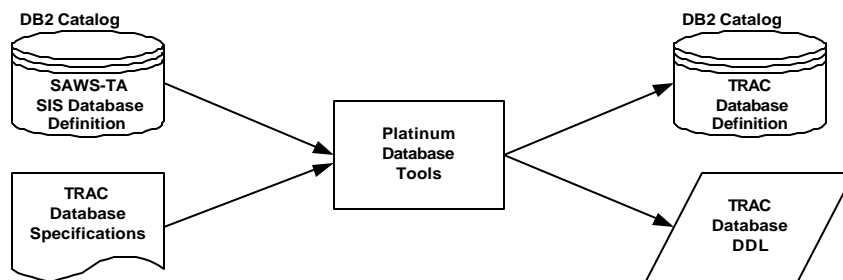 DB2 Catalog
SAWS-TA
SIS Database
Definition
TRAC
Database
Specifications
Platinum
Database
Tools
DB2 Catalog
TRAC
Database
Definition
TRAC
Database
DDL